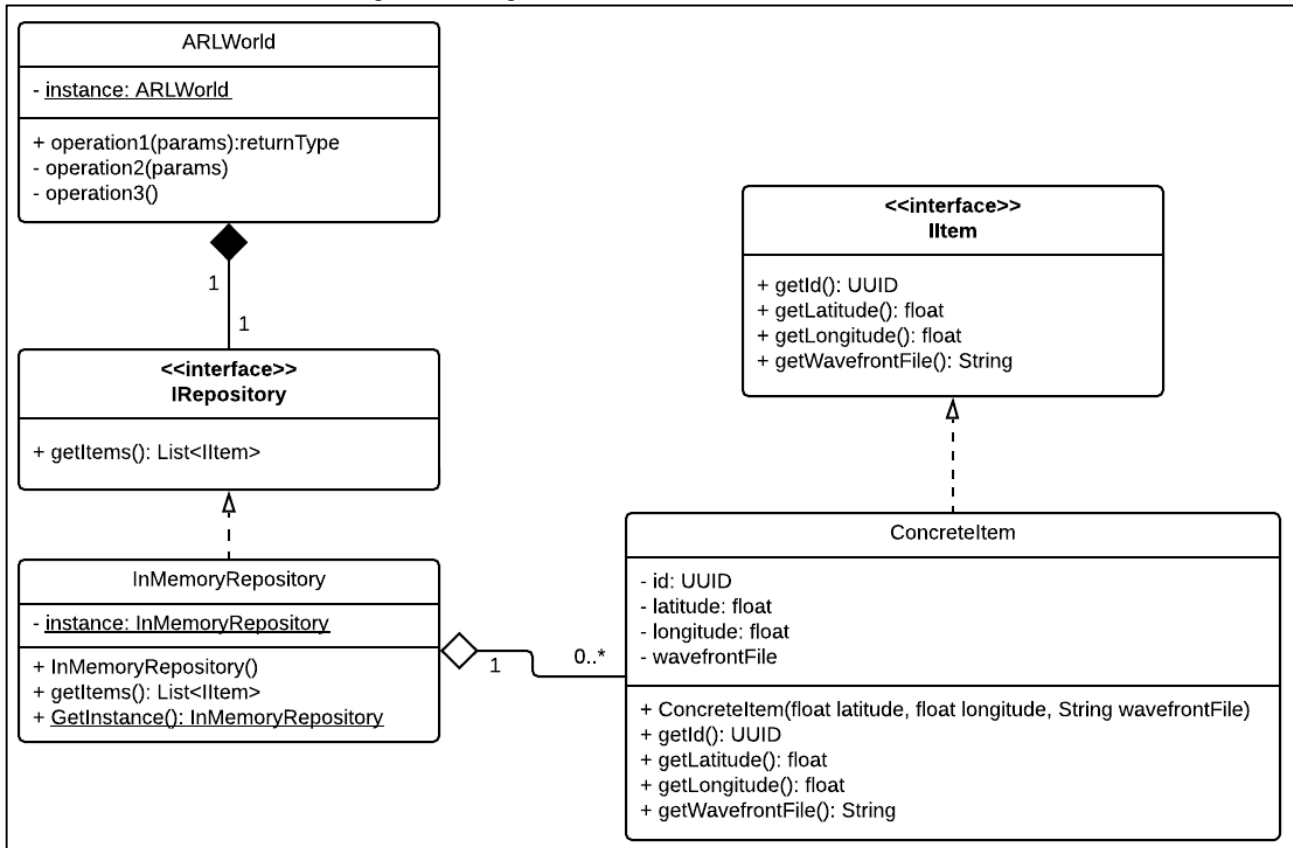 ARLWorld
- instance: ARLWorld
+ operation1(params):returnType
- operation2(params)
- operation3()
1
1
<<interface>>
IRepository
+ getItems(): List<IItem>
InMemoryRepository
- instance: InMemoryRepository
+ InMemoryRepository()
+ getItems(): List<IItem>
+ GetInstance(): InMemoryRepository
1
0..*
<<interface>>
IItem
+ getId(): UUID
+ getLatitude(): float
+ getLongitude(): float
+ getWavefrontFile(): String
ConcreteItem
- id: UUID
- latitude: float
- longitude: float
- wavefrontFile
+ ConcreteItem(float latitude, float longitude, String wavefrontFile)
+ getId(): UUID
+ getLatitude(): float
+ getLongitude(): float
+ getWavefrontFile(): String